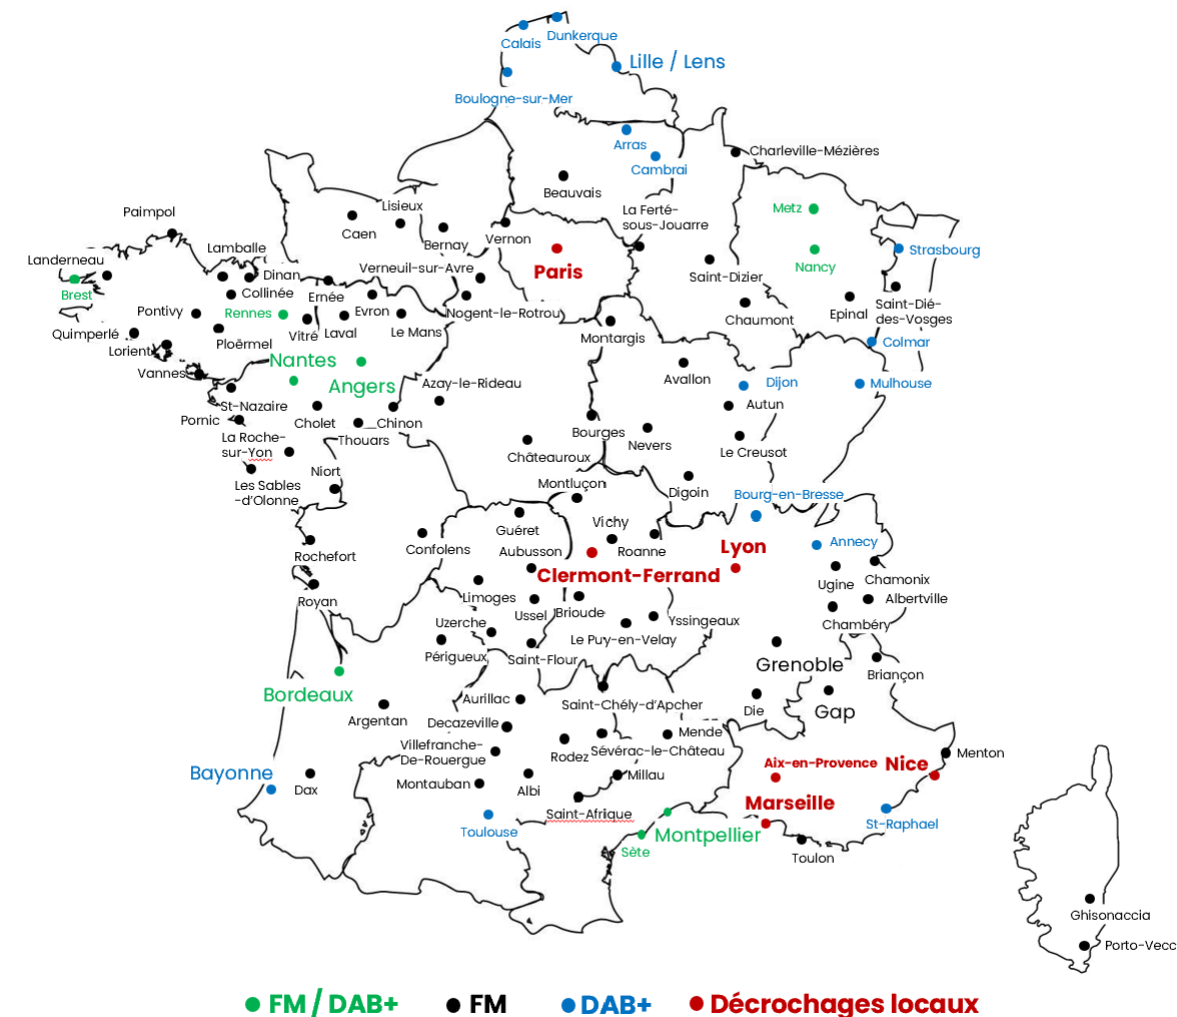 Dunkerque
Calais
Lille / Lens
Boulogne-sur-Mer
Arras
Charleville-Mézières
Cambrai
Beauvais
Lisieux
Metz
La Ferté-
sous-Jouarre
Paimpol
Caen
Vernon
Bernay
Lamballe
Strasbourg
Landerneau
Verneuil-sur-Avre
Paris
Nancy
Dinan
Saint-Dizier
Brest
Collinée
Ernée
Saint-Dié-
des-Vosges
Pontivy
Rennes
Evron
Nogent-le-Rotrou
Epinal
Chaumont
Quimperlé
Vitré
Laval
Le Mans
Montargis
Ploërmel
Colmar
Lorient
Nantes
Vannes
Angers
Azay-le-Rideau
Avallon
Dijon
Mulhouse
St-Nazaire
Autun
Pornic
Cholet
Chinon
Bourges
La Roche-
sur-Yon
Thouars
Nevers
Le Creusot
Châteauroux
Niort
Les Sables
-d’Olonne
Montluçon
Digoin
Bourg-en-Bresse
Guéret
Vichy
Annecy
Rochefort
Confolens
Aubusson
Roanne
Lyon
Clermont-Ferrand
Ugine
Chamonix
Royan
Limoges
Albertville
Ussel
Brioude
Uzerche
Yssingeaux
Chambéry
Le Puy-en-Velay
Périgueux
Saint-Flour
Grenoble
Briançon
Bordeaux
Aurillac
Saint-Chély-d’Apcher
Die
Gap
Argentan
Decazeville
Mende
Villefranche-
De-Rouergue
Rodez
Sévérac-le-Château
Menton
Bayonne
Aix-en-Provence
Nice
Dax
Montauban
Albi
Millau
Marseille
Saint-Afrique
St-Raphael
Toulouse
Montpellier
Sète
Toulon
Ghisonaccia
Porto-Vecc
FM / DAB+
FM
DAB+
Décrochages locaux